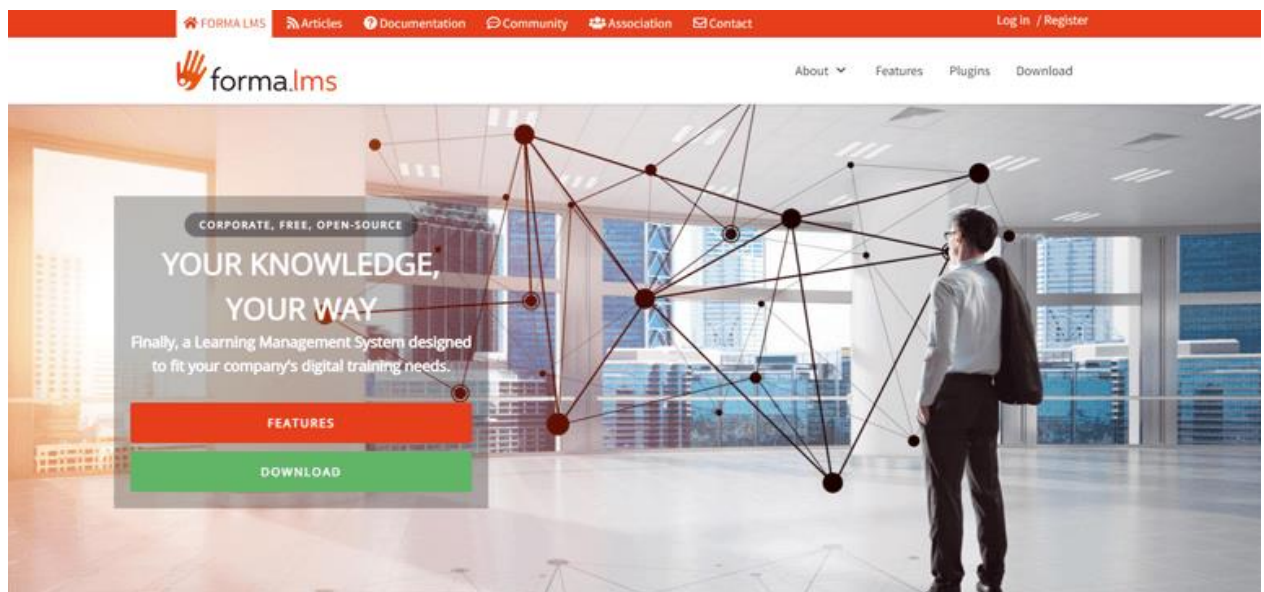 FORMA LMS Articles Documentation Community Association Contact Log in / Register
forma.lms
About Features Plugins Download
CORPORATE, FREE, OPEN-SOURCE
YOUR KNOWLEDGE,
YOUR WAY
Finally, a Learning Management System designed
to fit your company's digital training needs.
FEATURES
DOWNLOAD